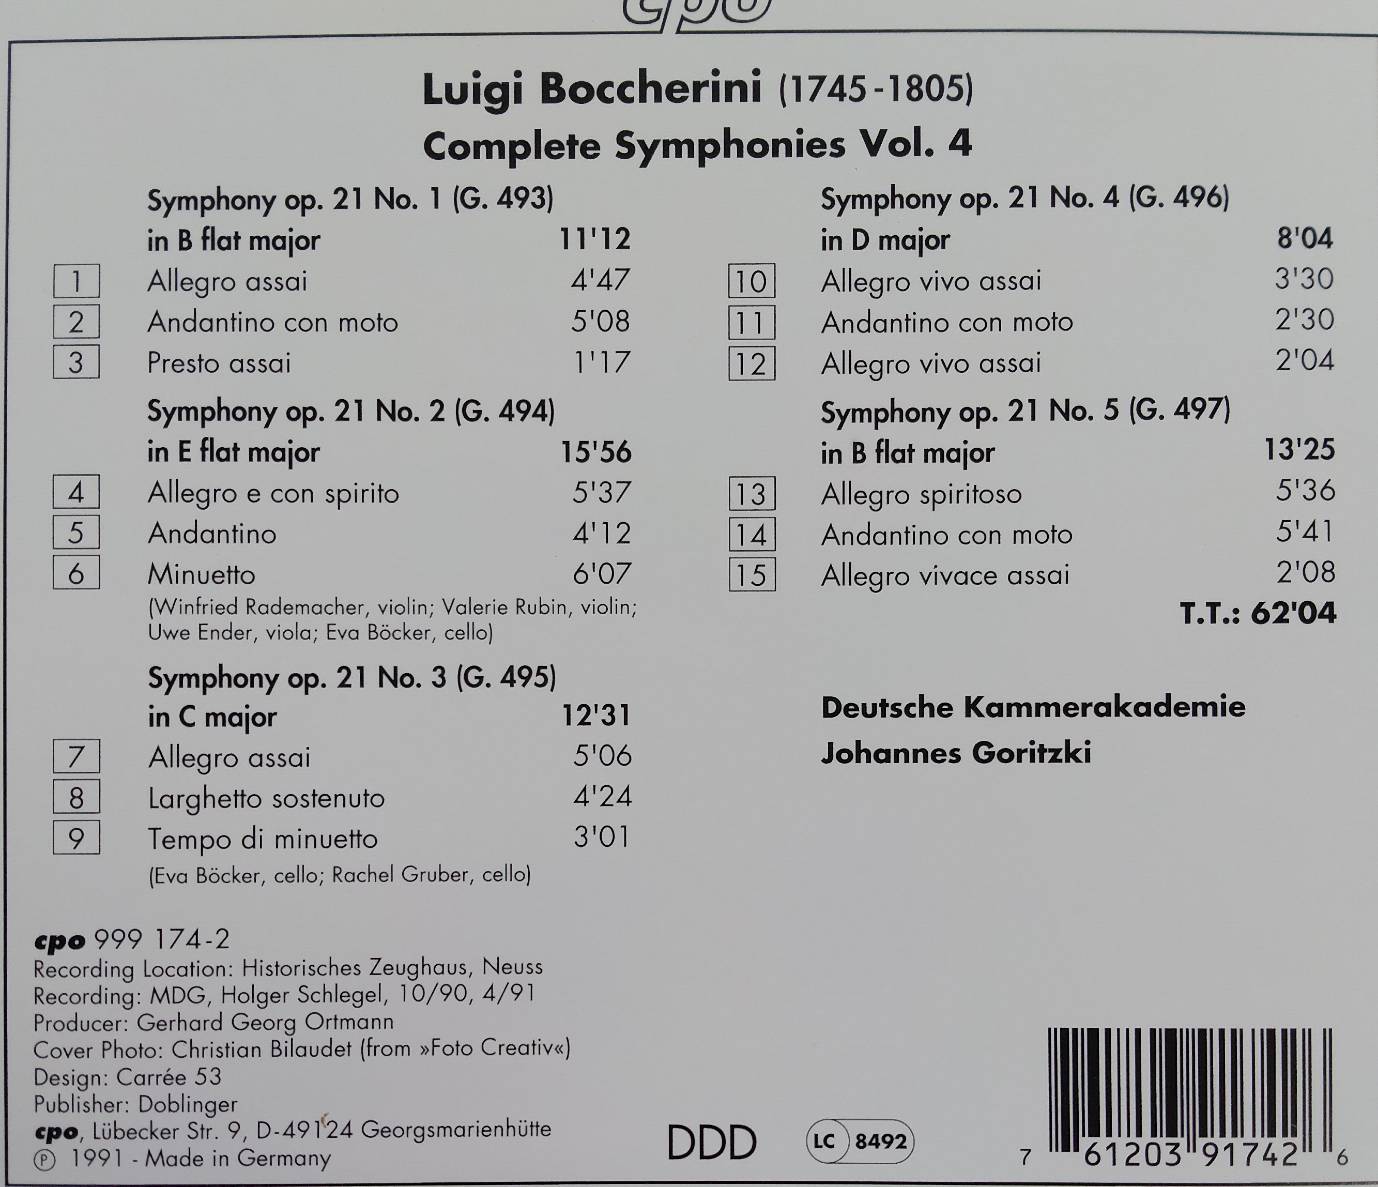 cpo
Luigi Boccherini (1745-1805)
Complete Symphonies Vol. 4
Symphony op. 21 No. 1 (G. 493)
in B flat major 11'12
1 Allegro assai 4'47
2 Andantino con moto 5'08
3 Presto assai 1'17
Symphony op. 21 No. 2 (G. 494)
in E flat major 15'56
4 Allegro e con spirito 5'37
5 Andantino 4'12
6 Minuetto 6'07
(Winfried Rademacher, violin; Valerie Rubin, violin;
Uwe Ender, viola; Eva Böcker, cello)
Symphony op. 21 No. 3 (G. 495)
in C major 12'31
7 Allegro assai 5'06
8 Larghetto sostenuto 4'24
9 Tempo di minuetto 3'01
(Eva Böcker, cello; Rachel Gruber, cello)
Symphony op. 21 No. 4 (G. 496)
in D major 8'04
10 Allegro vivo assai 3'30
11 Andantino con moto 2'30
12 Allegro vivo assai 2'04
Symphony op. 21 No. 5 (G. 497)
in B flat major 13'25
13 Allegro spiritoso 5'36
14 Andantino con moto 5'41
15 Allegro vivace assai 2'08
T.T.: 62'04
Deutsche Kammerakademie
Johannes Goritzki
cpo 999 174-2
Recording Location: Historisches Zeughaus, Neuss
Recording: MDG, Holger Schlegel, 10/90, 4/91
Producer: Gerhard Georg Ortmann
Cover Photo: Christian Bilaudet (from »Foto Creativ«)
Design: Carrée 53
Publisher: Doblinger
cpo, Lübecker Str. 9, D-49124 Georgsmarienhütte
Ⓟ 1991 - Made in Germany
DDD
LC 8492
7 61203 91742 6